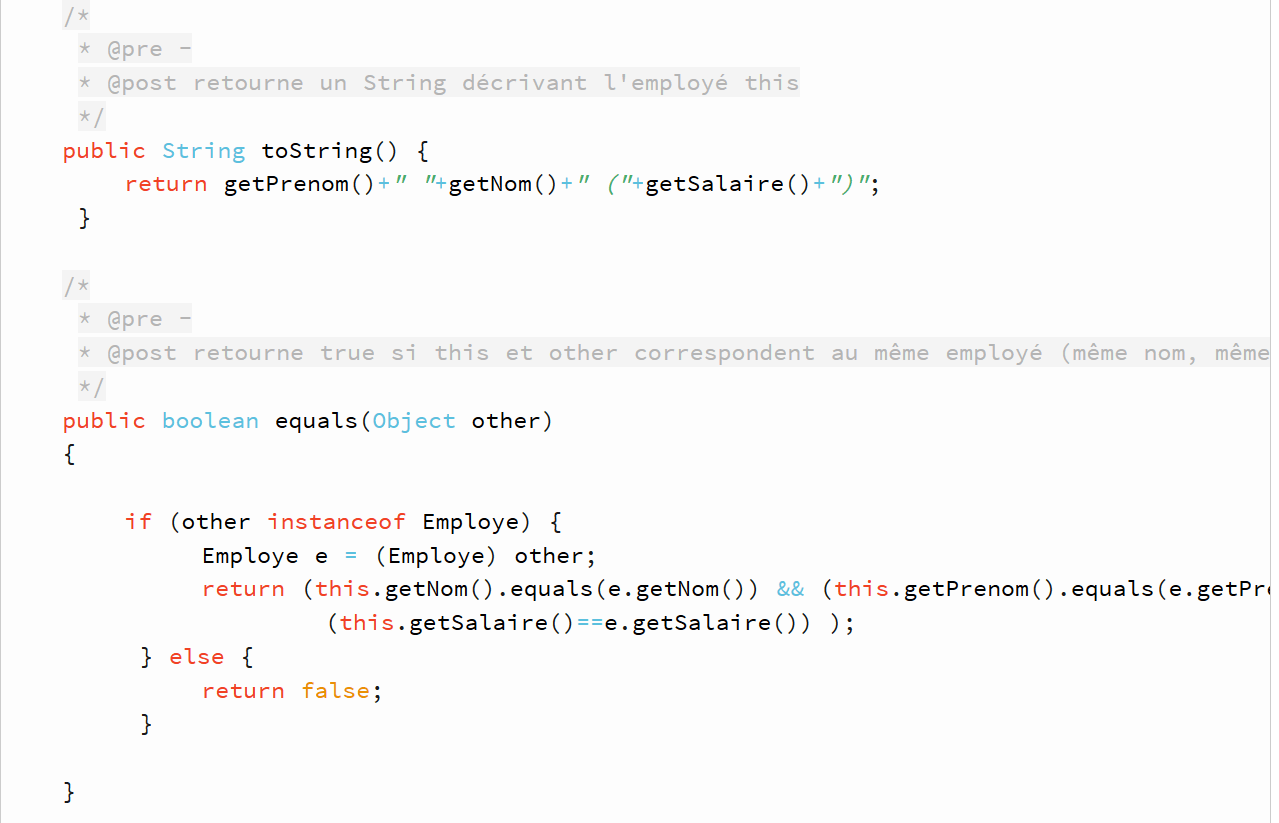 /*
* @pre -
* @post retourne un String décrivant l'employé this
*/
public String toString() {
return getPrenom()+" "+getNom()+" ("+getSalaire()+")";
}
/*
* @pre -
* @post retourne true si this et other correspondent au même employé (même nom, même
*/
public boolean equals(Object other)
{
if (other instanceof Employe) {
Employe e = (Employe) other;
return (this.getNom().equals(e.getNom()) && (this.getPrenom().equals(e.getPr
(this.getSalaire()==e.getSalaire()) );
} else {
return false;
}
}